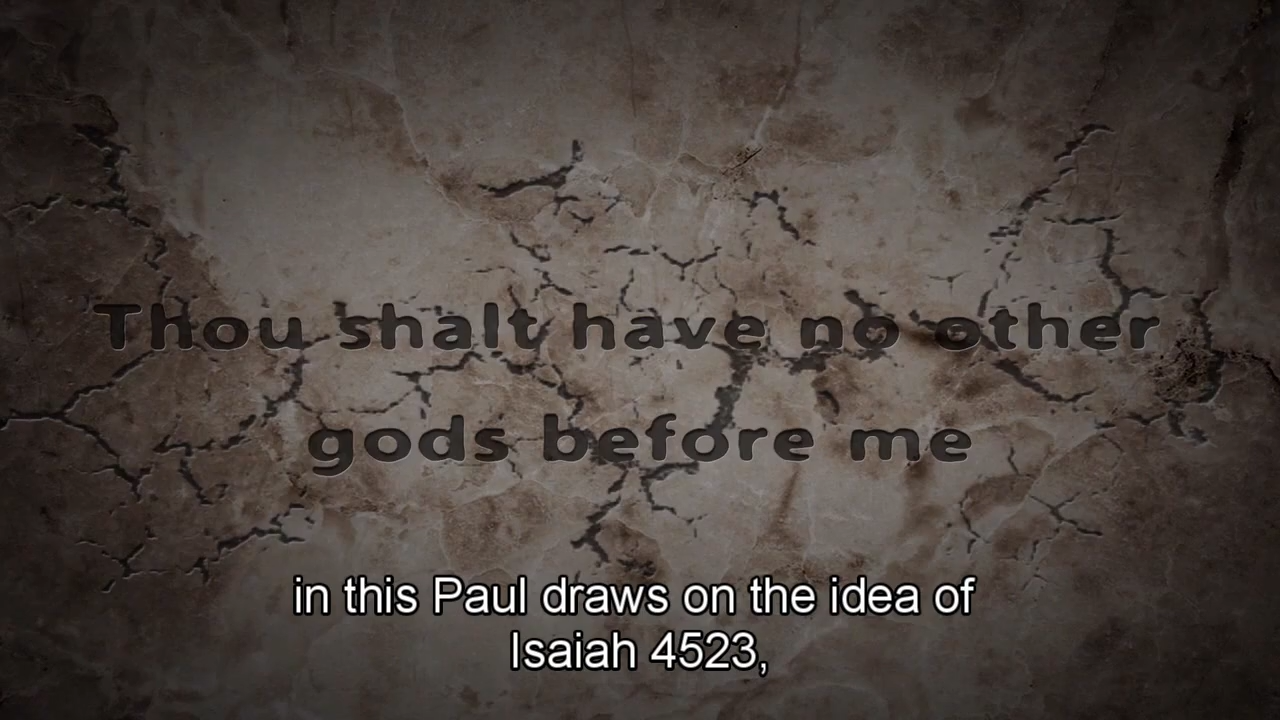 Thou shalt have no other
gods before me
in this Paul draws on the idea of
Isaiah 4523,